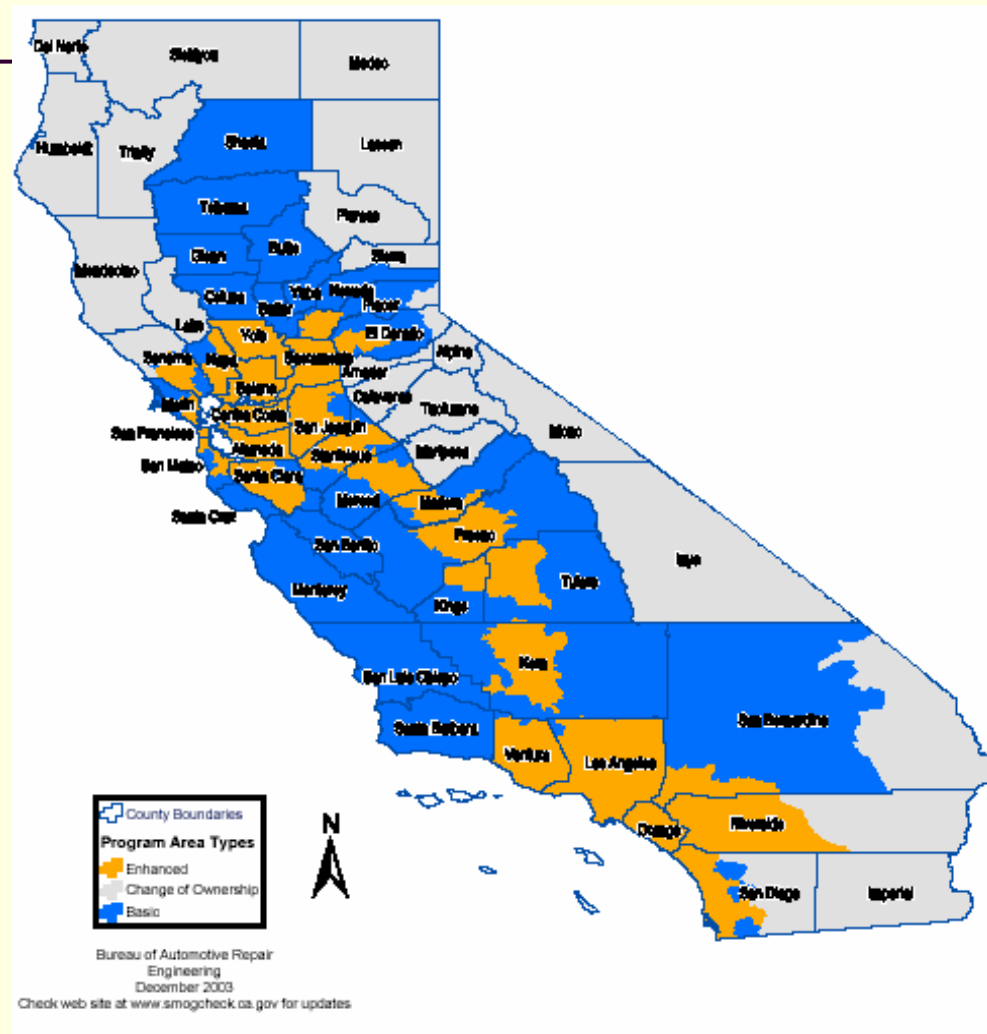 Del Norte
Siskiyou
Modoc
Humboldt
Trinity
Shasta
Lassen
Tehama
Plumas
Glenn
Butte
Sierra
Mendocino
Colusa
Yuba
Nevada
Sutter
Placer
Lake
Yolo
El Dorado
Sonoma
Napa
Sacramento
Alpine
Amador
Solano
Calaveras
Marin
Contra Costa
Tuolumne
San Joaquin
Mono
San Francisco
Alameda
Stanislaus
Mariposa
San Mateo
Santa Clara
Merced
Madera
Santa Cruz
Fresno
San Benito
Inyo
Monterey
Tulare
Kings
San Luis Obispo
Kern
Santa Barbara
San Bernardino
Ventura
Los Angeles
Orange
Riverside
San Diego
Imperial
N
County Boundaries
Program Area Types
Enhanced
Change of Ownership
Basic
Bureau of Automotive Repair
Engineering
December 2003
Check web site at www.smogcheck.ca.gov for updates